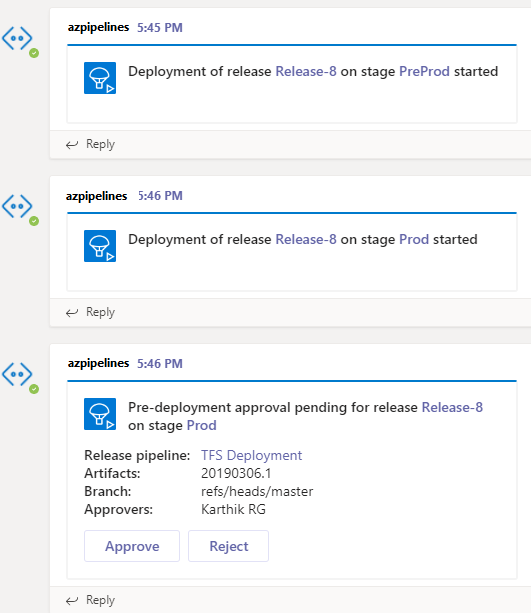 azpipelines 5:45 PM
Deployment of release Release-8 on stage PreProd started
Reply
azpipelines 5:46 PM
Deployment of release Release-8 on stage Prod started
Reply
azpipelines 5:46 PM
Pre-deployment approval pending for release Release-8
on stage Prod
Release pipeline: TFS Deployment
Artifacts: 20190306.1
Branch: refs/heads/master
Approvers: Karthik RG
Approve Reject
Reply